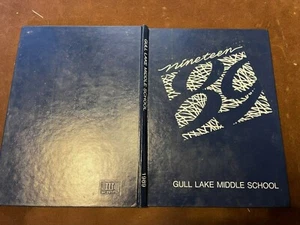 nineteen
89
GULL LAKE MIDDLE SCHOOL
GULL LAKE MIDDLE SCHOOL
1989